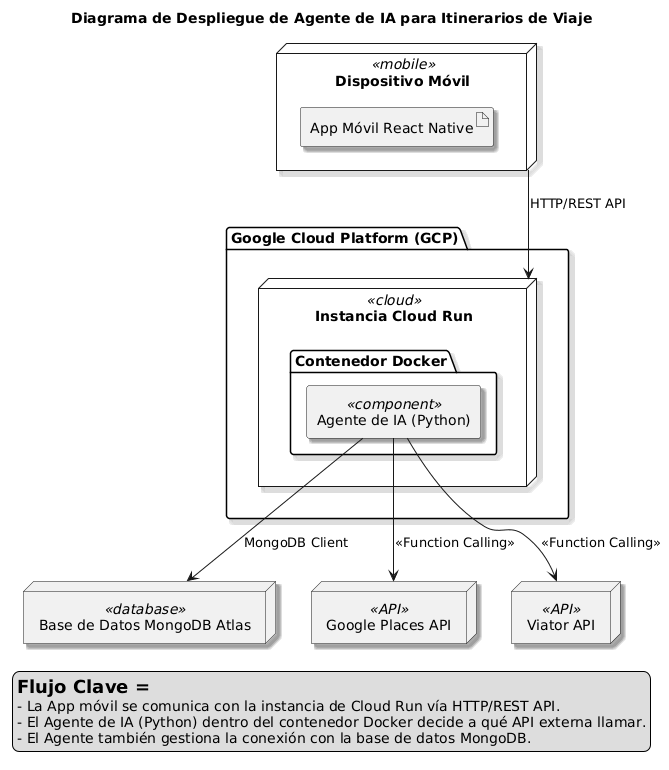 Diagrama de Despliegue de Agente de IA para Itinerarios de Viaje
«mobile»
Dispositivo Móvil
App Móvil React Native
HTTP/REST API
Google Cloud Platform (GCP)
«cloud»
Instancia Cloud Run
Contenedor Docker
«component»
Agente de IA (Python)
MongoDB Client
«Function Calling»
«Function Calling»
«database»
Base de Datos MongoDB Atlas
«API»
Google Places API
«API»
Viator API
Flujo Clave =
- La App móvil se comunica con la instancia de Cloud Run vía HTTP/REST API.
- El Agente de IA (Python) dentro del contenedor Docker decide a qué API externa llamar.
- El Agente también gestiona la conexión con la base de datos MongoDB.